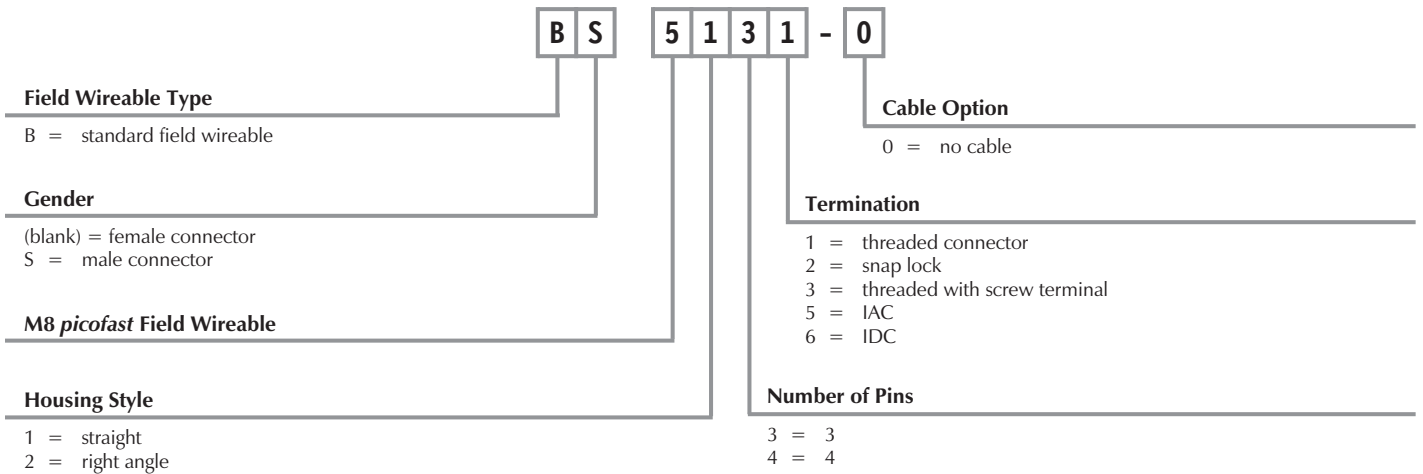 B S 5 1 3 1 - 0
Field Wireable Type
B = standard field wireable
Gender
(blank) = female connector
S = male connector
M8 picofast Field Wireable
Housing Style
1 = straight
2 = right angle
Cable Option
0 = no cable
Termination
1 = threaded connector
2 = snap lock
3 = threaded with screw terminal
5 = IAC
6 = IDC
Number of Pins
3 = 3
4 = 4